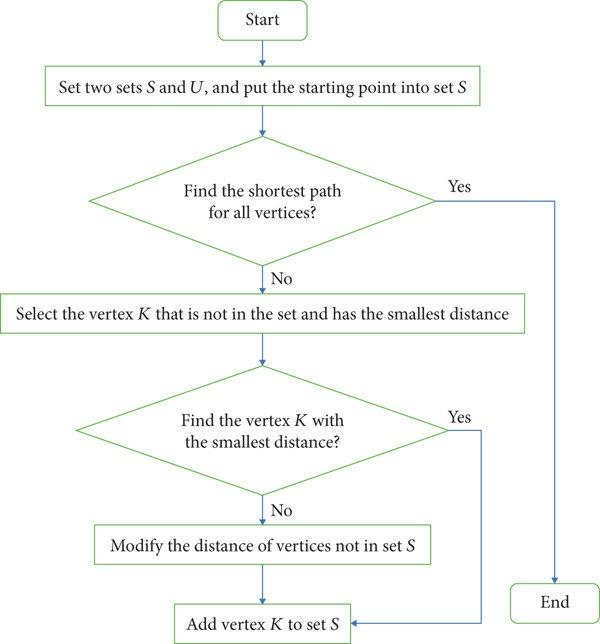 Start
Set two sets S and U, and put the starting point into set S
Find the shortest path
for all vertices?
Yes
No
Select the vertex K that is not in the set and has the smallest distance
Find the vertex K with
the smallest distance?
Yes
No
Modify the distance of vertices not in set S
Add vertex K to set S
End